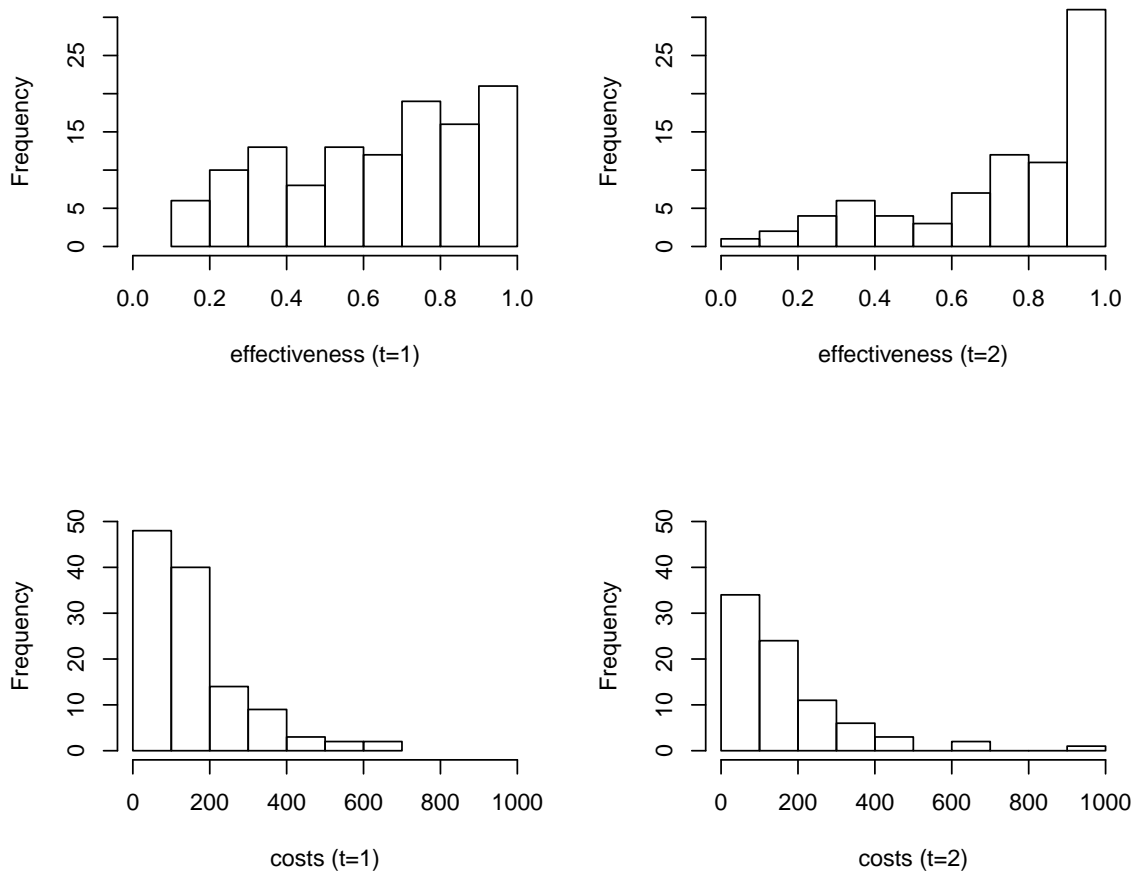 Frequency
0 5 15 25
0.0 0.2 0.4 0.6 0.8 1.0
effectiveness (t=1)
Frequency
0 5 15 25
0.0 0.2 0.4 0.6 0.8 1.0
effectiveness (t=2)
Frequency
0 10 20 30 40 50
0 200 400 600 800 1000
costs (t=1)
Frequency
0 10 20 30 40 50
0 200 400 600 800 1000
costs (t=2)